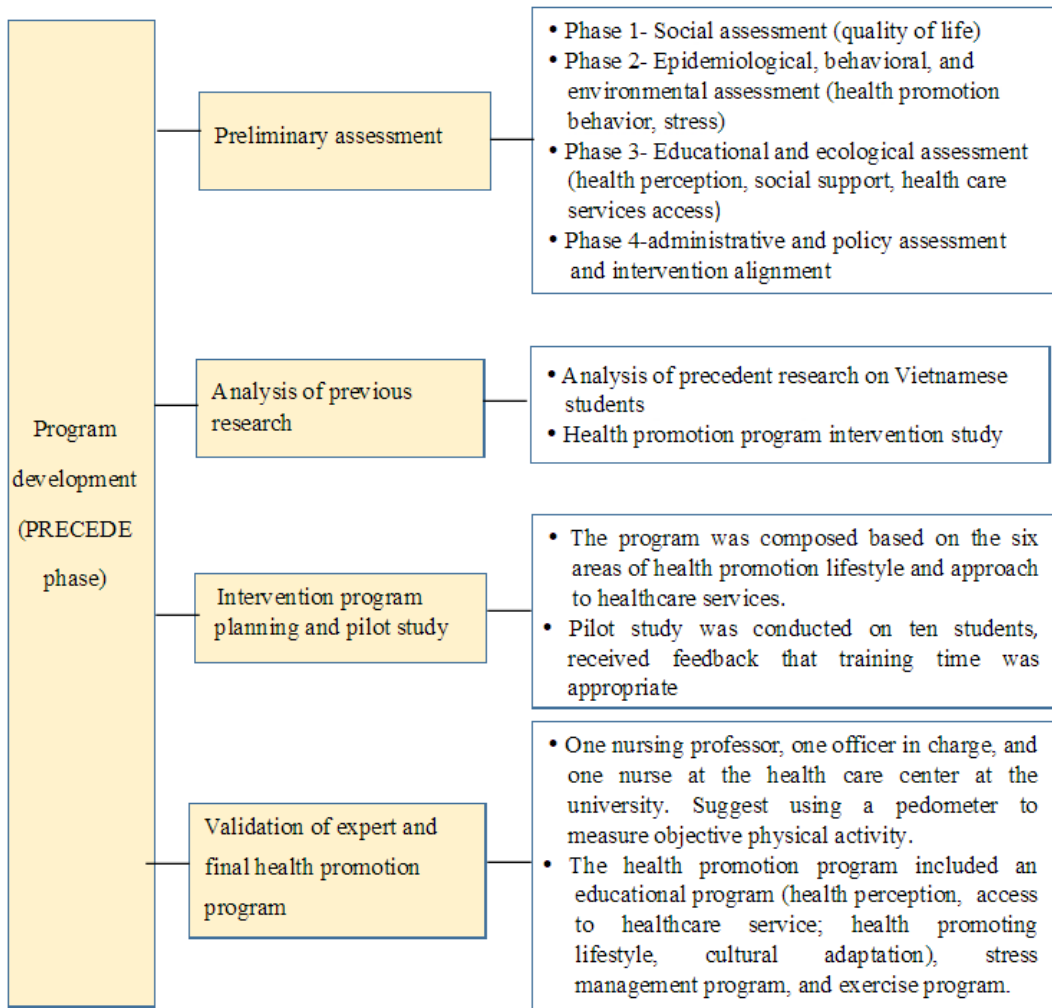 Program
development
(PRECEDE
phase)
Preliminary assessment
• Phase 1- Social assessment (quality of life)
• Phase 2- Epidemiological, behavioral, and
environmental assessment (health promotion
behavior, stress)
• Phase 3- Educational and ecological assessment
(health perception, social support, health care
services access)
• Phase 4-administrative and policy assessment
and intervention alignment
Analysis of previous
research
• Analysis of precedent research on Vietnamese
students
• Health promotion program intervention study
Intervention program
planning and pilot study
• The program was composed based on the six
areas of health promotion lifestyle and approach
to healthcare services.
• Pilot study was conducted on ten students,
received feedback that training time was
appropriate
Validation of expert and
final health promotion
program
• One nursing professor, one officer in charge, and
one nurse at the health care center at the
university. Suggest using a pedometer to
measure objective physical activity.
• The health promotion program included an
educational program (health perception, access
to healthcare service; health promoting
lifestyle, cultural adaptation), stress
management program, and exercise program.